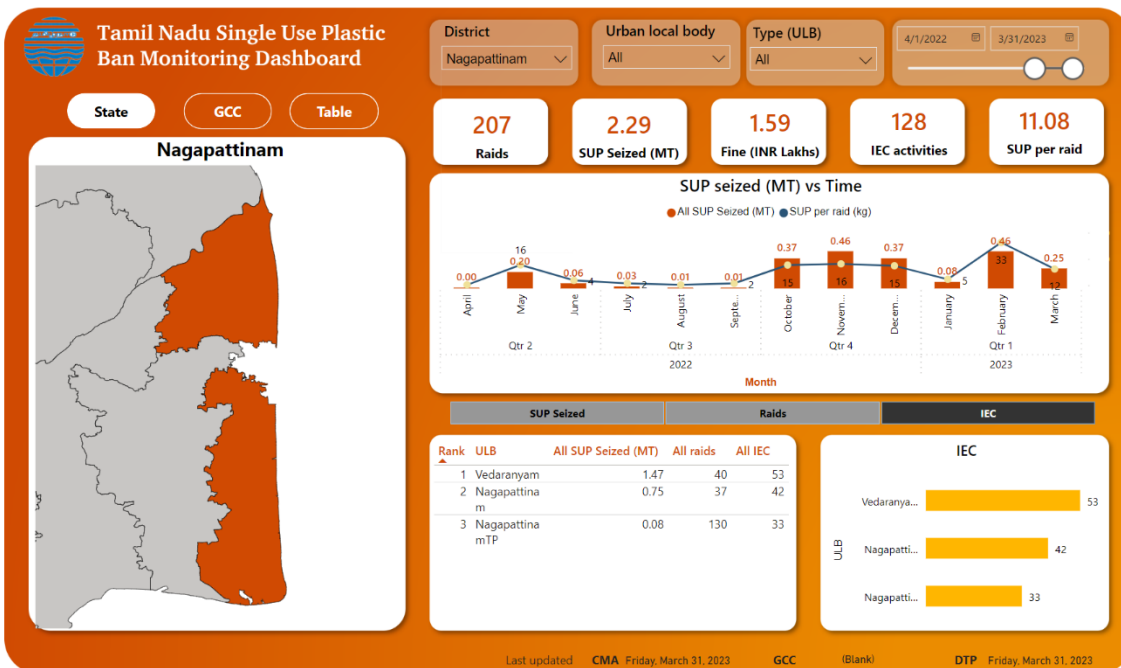 Tamil Nadu Single Use Plastic
Ban Monitoring Dashboard
State
GCC
Table
Nagapattinam
District
Nagapattinam
Urban local body
All
Type (ULB)
All
4/1/2022
3/31/2023
207
Raids
2.29
SUP Seized (MT)
1.59
Fine (INR Lakhs)
128
IEC activities
11.08
SUP per raid
SUP seized (MT) vs Time
All SUP Seized (MT) SUP per raid (kg)
0.00 0.20 0.06 0.03 0.01 0.01 0.37 0.46 0.37 0.08 0.46 0.25
16 4 2 2 15 16 15 5 33 12
April May June July August Septe... October Novem... Decem... January February March
Qtr 2 Qtr 3 Qtr 4 Qtr 1
2022 2023
Month
SUP Seized Raids IEC
Rank ULB All SUP Seized (MT) All raids All IEC
1 Vedaranyam 1.47 40 53
2 Nagapattina 0.75 37 42
m
3 Nagapattina 0.08 130 33
mTP
IEC
ULB
Vedaranya... 53
Nagapatti... 42
Nagapatti... 33
Last updated CMA Friday, March 31, 2023 GCC (Blank) DTP Friday, March 31, 2023